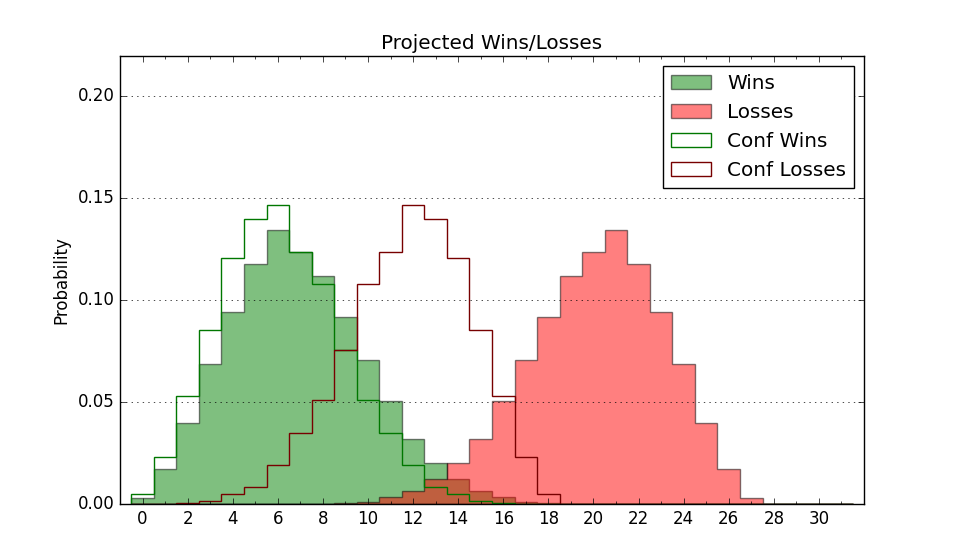 Projected Wins/Losses
Wins
Losses
Conf Wins
Conf Losses
Probability
0.20
0.15
0.10
0.05
0.00
0 2 4 6 8 10 12 14 16 18 20 22 24 26 28 30